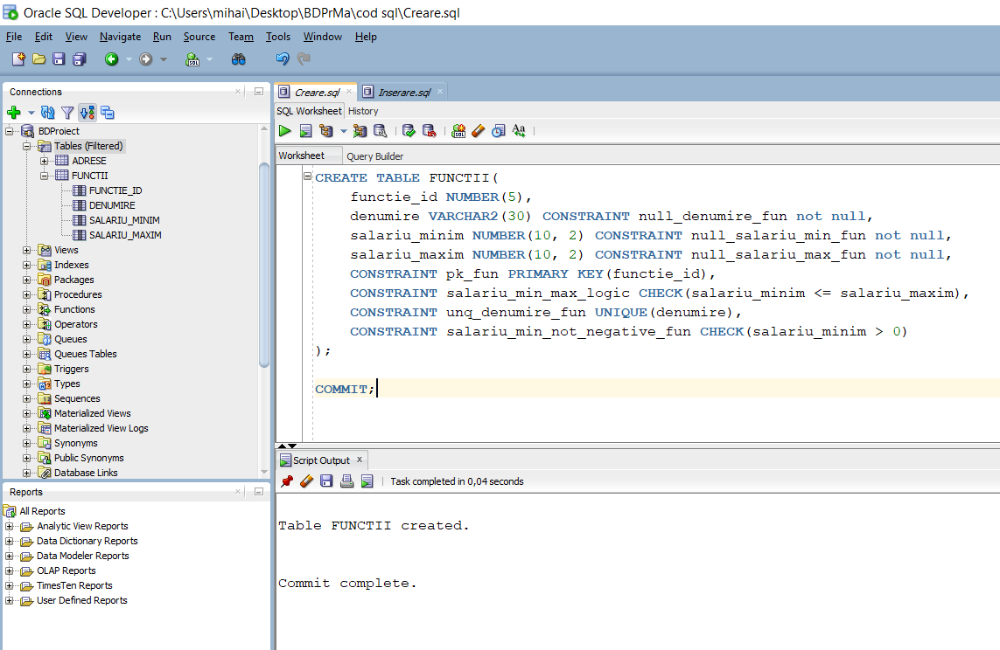 Oracle SQL Developer : C:\Users\mihai\Desktop\BDPrMa\cod sql\Creare.sql
File Edit View Navigate Run Source Team Tools Window Help
Connections
BDProject
Tables (Filtered)
ADRESE
FUNCTII
FUNCTIE_ID
DENUMIRE
SALARIU_MINIM
SALARIU_MAXIM
Views
Indexes
Packages
Procedures
Functions
Operators
Queues
Queues Tables
Triggers
Types
Sequences
Materialized Views
Materialized View Logs
Synonyms
Public Synonyms
Database Links
Reports
All Reports
Analytic View Reports
Data Dictionary Reports
Data Modeler Reports
OLAP Reports
TimesTen Reports
User Defined Reports
Creare.sql Inserare.sql
SQL Worksheet History
Worksheet Query Builder
CREATE TABLE FUNCTII(
functie_id NUMBER(5),
denumire VARCHAR2(30) CONSTRAINT null_denumire_fun not null,
salariu_minim NUMBER(10, 2) CONSTRAINT null_salariu_min_fun not null,
salariu_maxim NUMBER(10, 2) CONSTRAINT null_salariu_max_fun not null,
CONSTRAINT pk_fun PRIMARY KEY(functie_id),
CONSTRAINT salariu_min_max_logic CHECK(salariu_minim <= salariu_maxim),
CONSTRAINT unq_denumire_fun UNIQUE(denumire),
CONSTRAINT salariu_min_not_negative_fun CHECK(salariu_minim > 0)
);
COMMIT;
Script Output
Task completed in 0,04 seconds
Table FUNCTII created.
Commit complete.